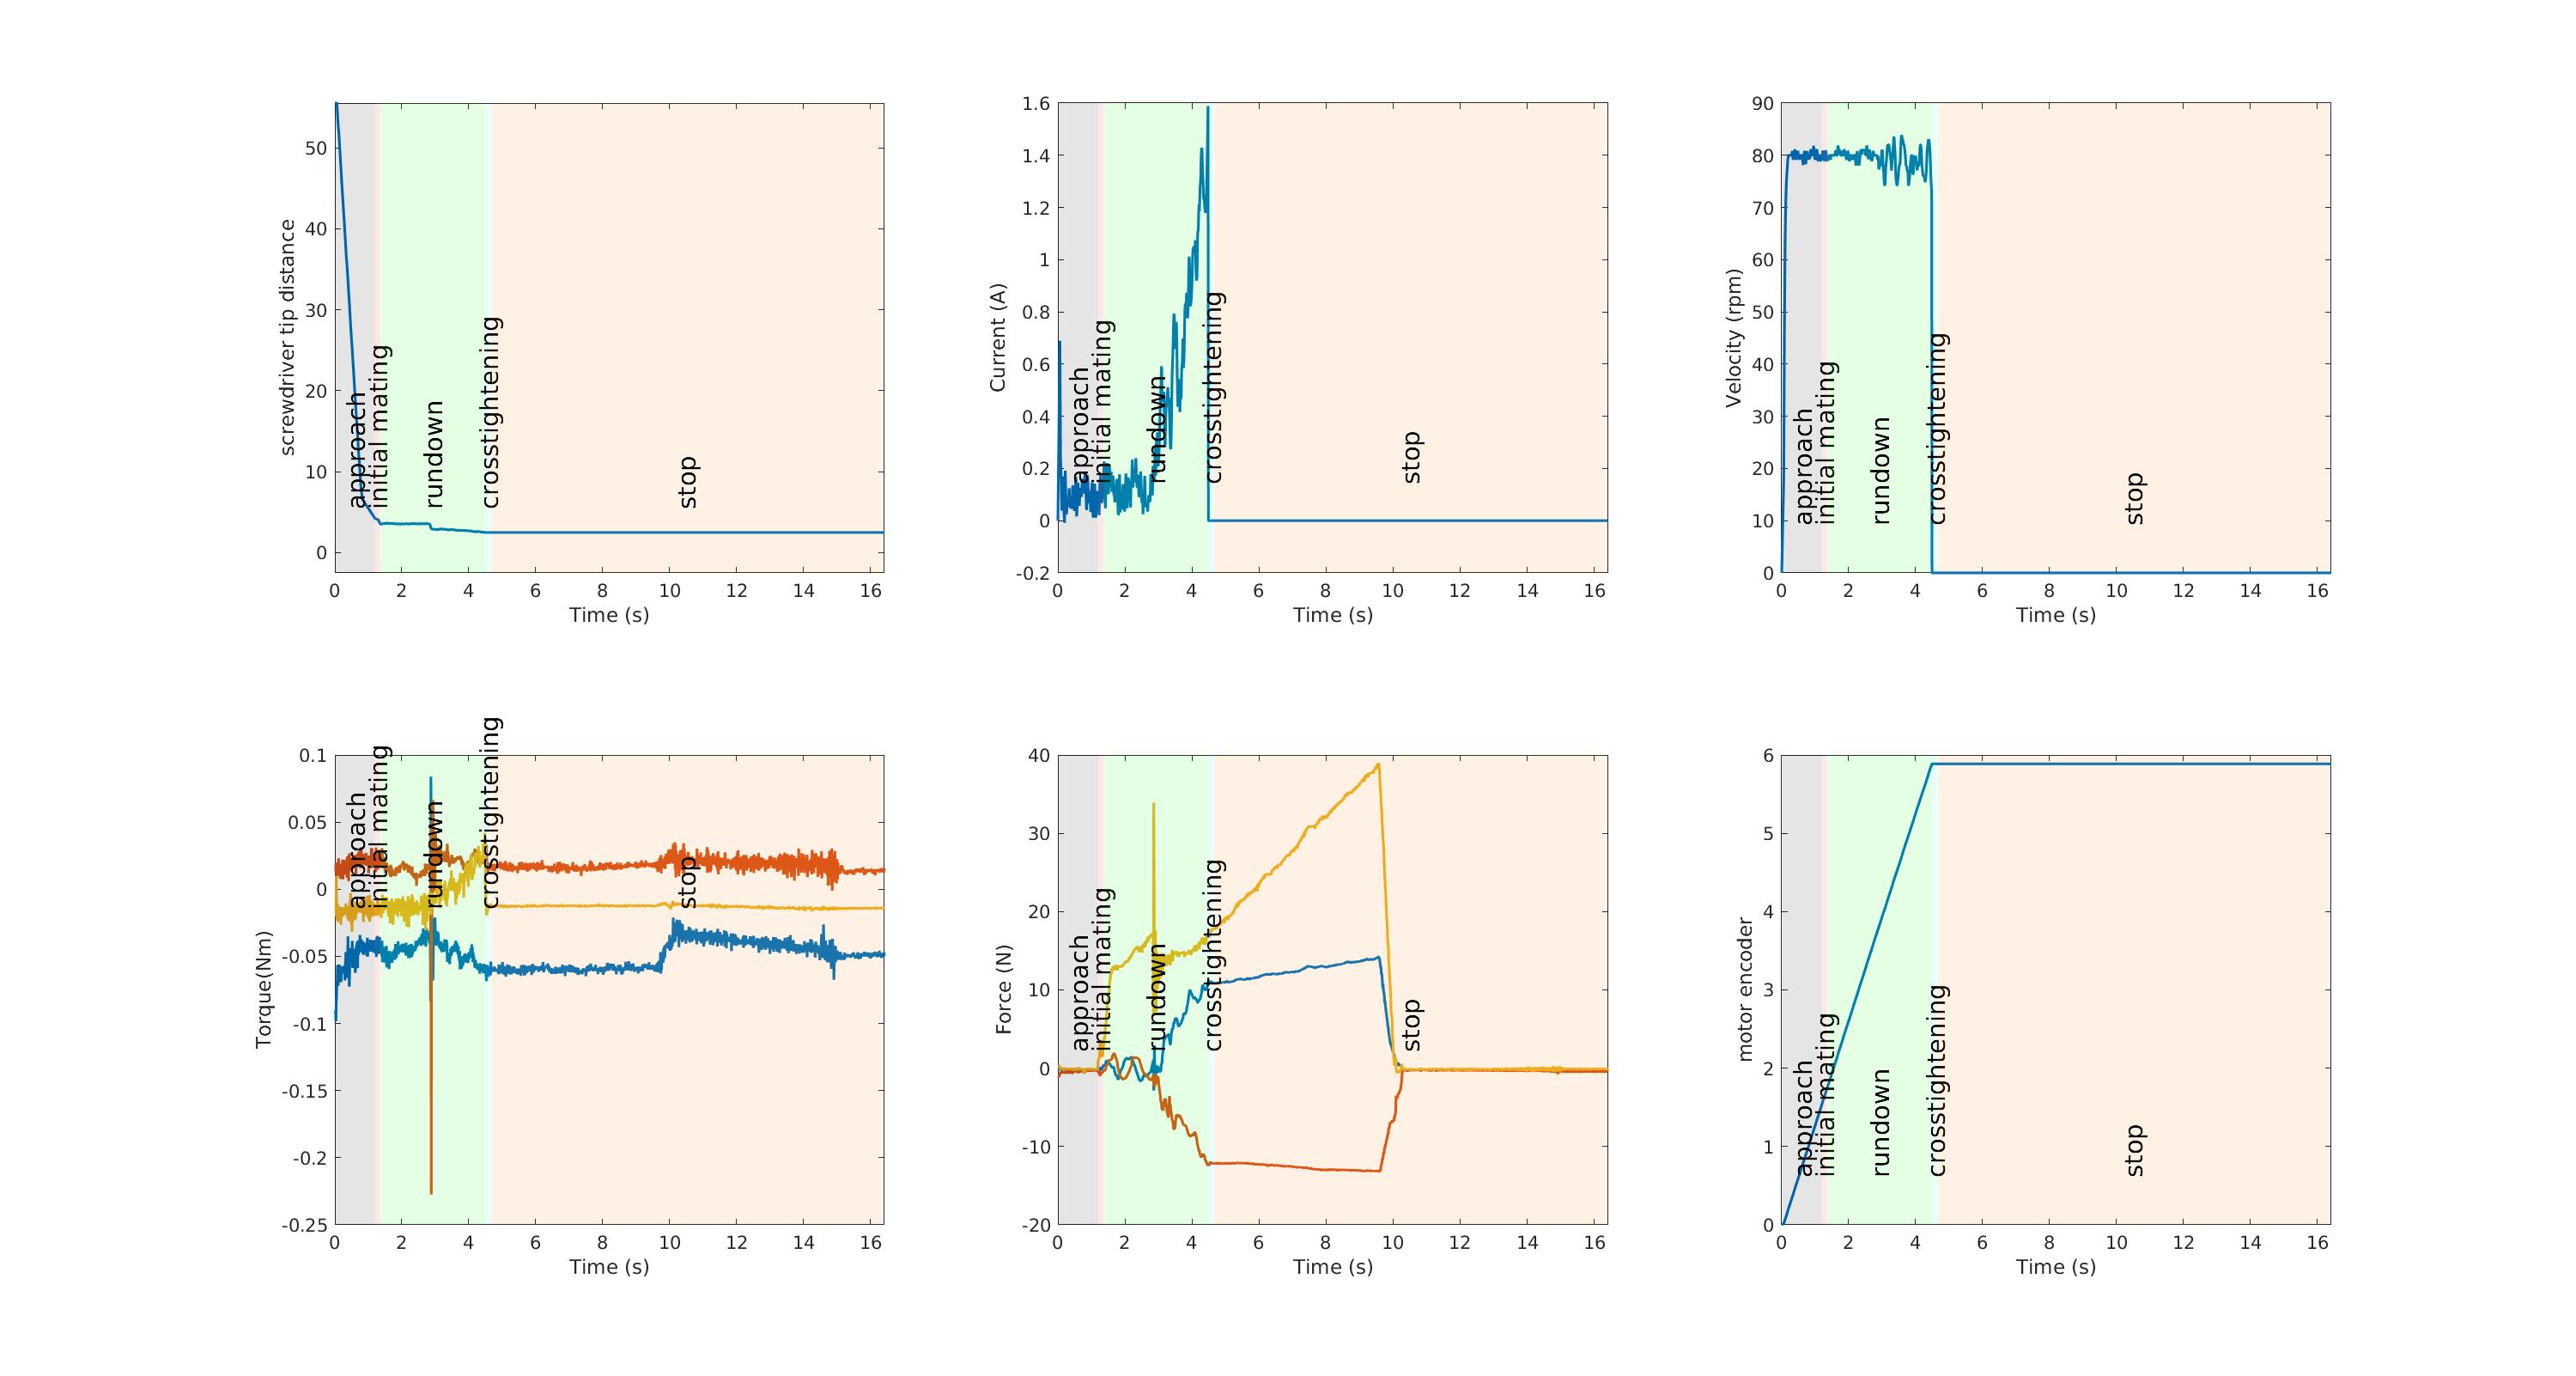 screwdriver tip distance
50
40
30
20
10
0
approach
initial mating
rundown
crosstightening
stop
0 2 4 6 8 10 12 14 16
Time (s)
Current (A)
1.6
1.4
1.2
1
0.8
0.6
0.4
0.2
0
-0.2
approach
initial mating
rundown
crosstightening
stop
0 2 4 6 8 10 12 14 16
Time (s)
Velocity (rpm)
90
80
70
60
50
40
30
20
10
0
approach
initial mating
rundown
crosstightening
stop
0 2 4 6 8 10 12 14 16
Time (s)
Torque(Nm)
0.1
0.05
0
-0.05
-0.1
-0.15
-0.2
-0.25
approach
initial mating
rundown
crosstightening
stop
0 2 4 6 8 10 12 14 16
Time (s)
Force (N)
40
30
20
10
0
-10
-20
approach
initial mating
rundown
crosstightening
stop
0 2 4 6 8 10 12 14 16
Time (s)
motor encoder
6
5
4
3
2
1
0
approach
initial mating
rundown
crosstightening
stop
0 2 4 6 8 10 12 14 16
Time (s)